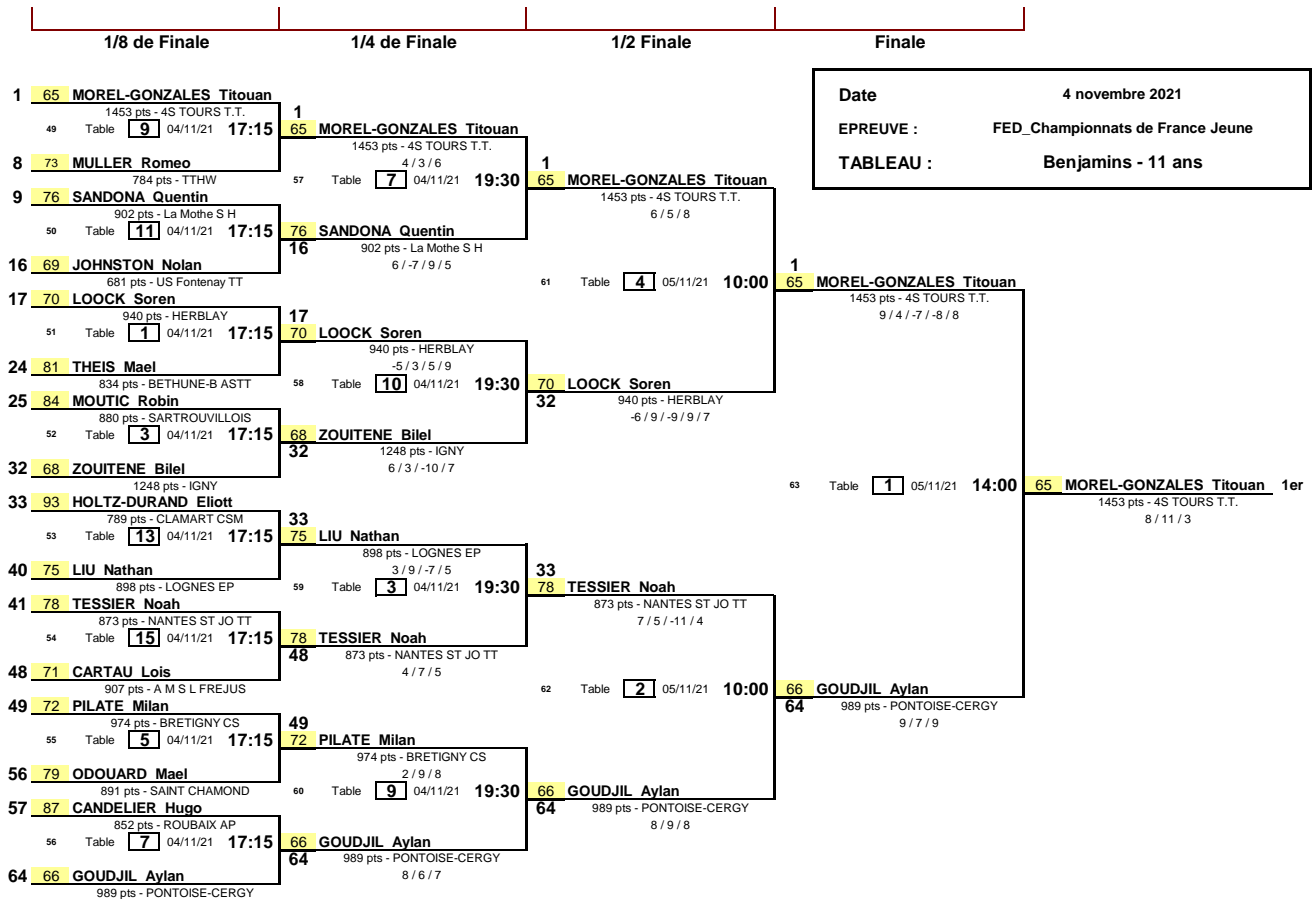 1/8 de Finale
1/4 de Finale
1/2 Finale
Finale
Date 4 novembre 2021
EPREUVE : FED_Championnats de France Jeune
TABLEAU : Benjamins - 11 ans
1 65 MOREL-GONZALES Titouan
1453 pts - 4S TOURS T.T.
49 Table 9 04/11/21 17:15
8 73 MULLER Romeo
784 pts - TTHW
9 76 SANDONA Quentin
902 pts - La Mothe S H
50 Table 11 04/11/21 17:15
16 69 JOHNSTON Nolan
681 pts - US Fontenay TT
17 70 LOOCK Soren
940 pts - HERBLAY
51 Table 1 04/11/21 17:15
24 81 THEIS Mael
834 pts - BETHUNE-B ASTT
25 84 MOUTIC Robin
880 pts - SARTROUVILLOIS
52 Table 3 04/11/21 17:15
32 68 ZOUITENE Bilel
1248 pts - IGNY
33 93 HOLTZ-DURAND Eliott
789 pts - CLAMART CSM
53 Table 13 04/11/21 17:15
40 75 LIU Nathan
898 pts - LOGNES EP
41 78 TESSIER Noah
873 pts - NANTES ST JO TT
54 Table 15 04/11/21 17:15
48 71 CARTAU Lois
907 pts - A M S L FREJUS
49 72 PILATE Milan
974 pts - BRETIGNY CS
55 Table 5 04/11/21 17:15
56 79 ODOUARD Mael
891 pts - SAINT CHAMOND
57 87 CANDELIER Hugo
852 pts - ROUBAIX AP
56 Table 7 04/11/21 17:15
64 66 GOUDJIL Aylan
989 pts - PONTOISE-CERGY
1
65 MOREL-GONZALES Titouan
1453 pts - 4S TOURS T.T.
4 / 3 / 6
57 Table 7 04/11/21 19:30
76 SANDONA Quentin
16
902 pts - La Mothe S H
6 / -7 / 9 / 5
17
70 LOOCK Soren
940 pts - HERBLAY
-5 / 3 / 5 / 9
58 Table 10 04/11/21 19:30
68 ZOUITENE Bilel
32
1248 pts - IGNY
6 / 3 / -10 / 7
33
75 LIU Nathan
898 pts - LOGNES EP
3 / 9 / -7 / 5
59 Table 3 04/11/21 19:30
78 TESSIER Noah
48
873 pts - NANTES ST JO TT
4 / 7 / 5
49
72 PILATE Milan
974 pts - BRETIGNY CS
2 / 9 / 8
60 Table 9 04/11/21 19:30
66 GOUDJIL Aylan
64
989 pts - PONTOISE-CERGY
8 / 6 / 7
1
65 MOREL-GONZALES Titouan
1453 pts - 4S TOURS T.T.
6 / 5 / 8
61 Table 4 05/11/21 10:00
70 LOOCK Soren
32
940 pts - HERBLAY
-6 / 9 / -9 / 9 / 7
33
78 TESSIER Noah
873 pts - NANTES ST JO TT
7 / 5 / -11 / 4
62 Table 2 05/11/21 10:00
66 GOUDJIL Aylan
64
989 pts - PONTOISE-CERGY
8 / 9 / 8
1
65 MOREL-GONZALES Titouan
1453 pts - 4S TOURS T.T.
9 / 4 / -7 / -8 / 8
63 Table 1 05/11/21 14:00
66 GOUDJIL Aylan
64
989 pts - PONTOISE-CERGY
9 / 7 / 9
65 MOREL-GONZALES Titouan 1er
1453 pts - 4S TOURS T.T.
8 / 11 / 3